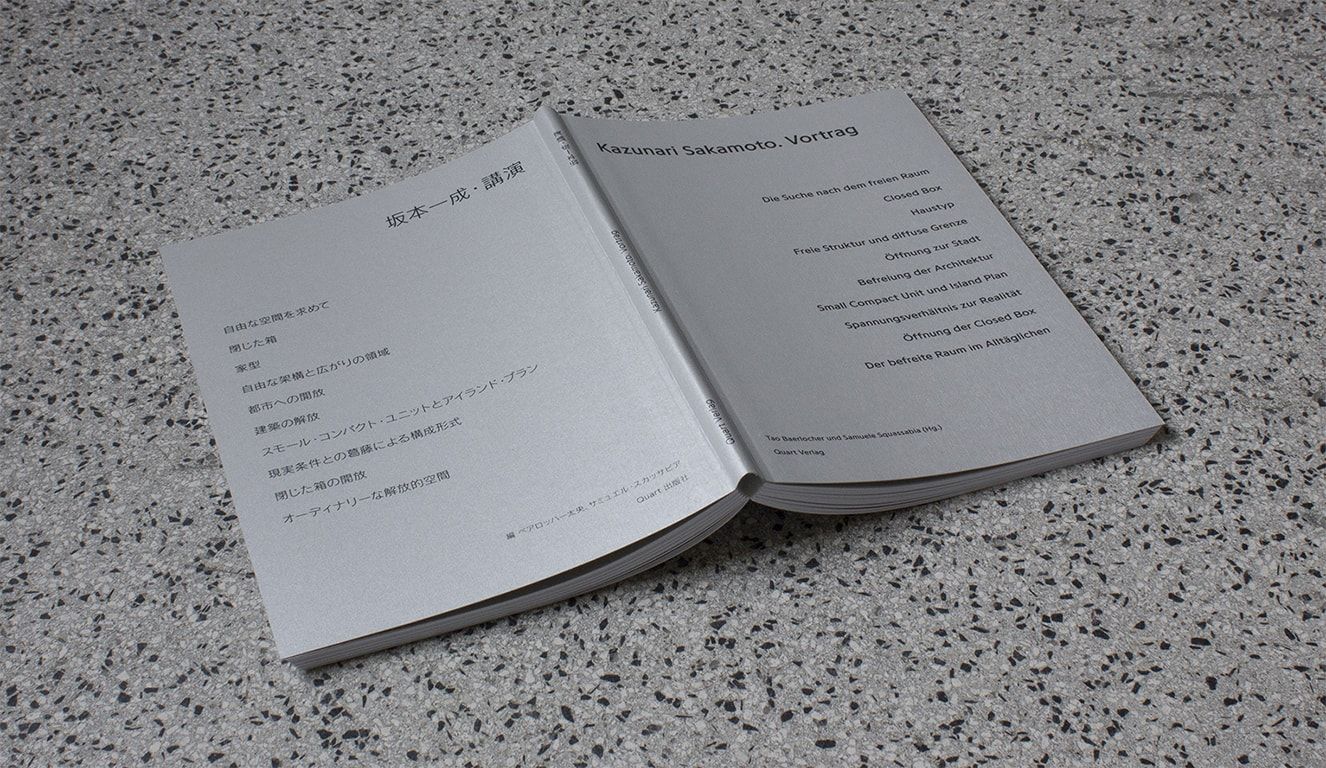 坂本一成・講演
自由な空間を求めて
閉じた箱
家型
自由な架構と広がりの領域
都市への開放
建築の解放
スモール・コンパクト・ユニットとアイランド・プラン
現実条件との葛藤による構成形式
閉じた箱の開放
オーディナリーな解放的空間
編 ベアロッハー太央、サミュエル・スカッサビア
Quart 出版社
Kazunari Sakamoto. Vortrag
Quart Verlag
Kazunari Sakamoto. Vortrag
Die Suche nach dem freien Raum
Closed Box
Haustyp
Freie Struktur und diffuse Grenze
Öffnung zur Stadt
Befreiung der Architektur
Small Compact Unit und Island Plan
Spannungsverhältnis zur Realität
Öffnung der Closed Box
Der befreite Raum im Alltäglichen
Tao Baerlocher und Samuele Squassabia (Hg.)
Quart Verlag